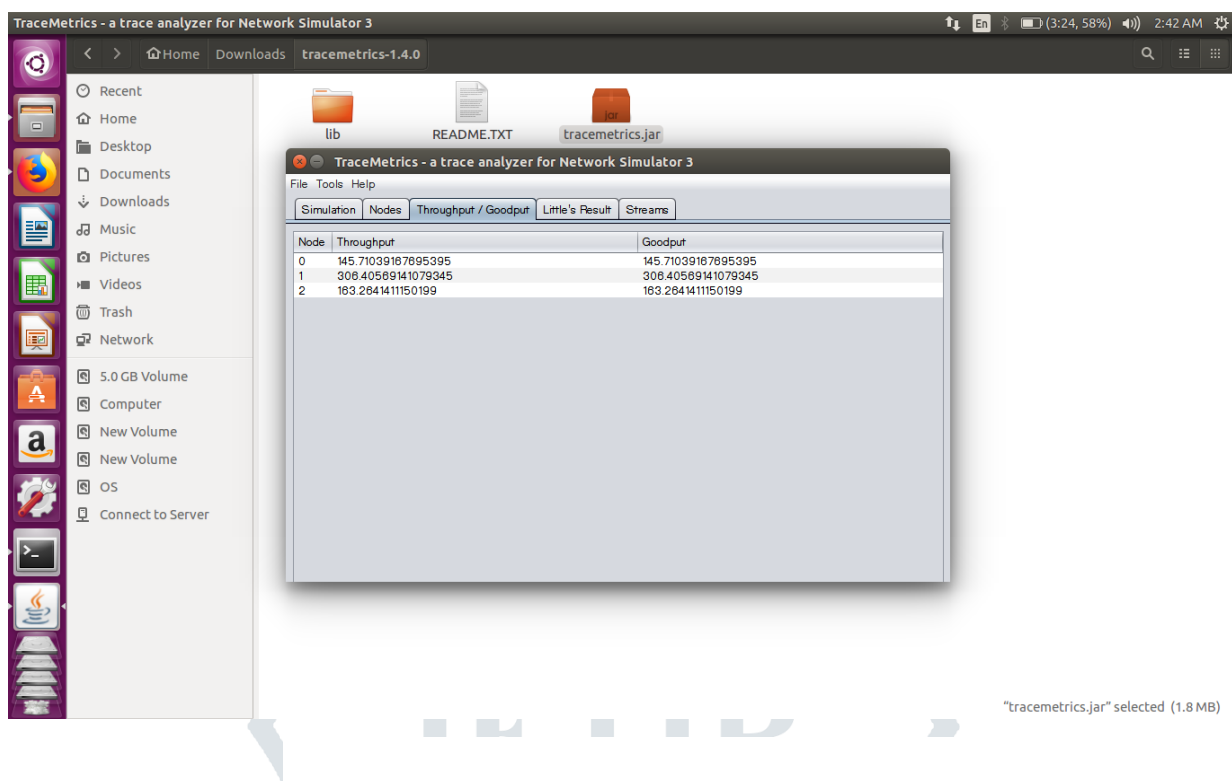 TraceMetrics - a trace analyzer for Network Simulator 3
En (3:24, 58%) 2:42 AM
Home Downloads tracemetrics-1.4.0
Recent
Home
Desktop
Documents
Downloads
Music
Pictures
Videos
Trash
Network
5.0 GB Volume
Computer
New Volume
New Volume
OS
Connect to Server
lib README.TXT jar tracemetrics.jar
TraceMetrics - a trace analyzer for Network Simulator 3
File Tools Help
Simulation Nodes Throughput / Goodput Little's Result Streams
Node Throughput Goodput
0 145.71039167695395 145.71039167695395
1 306.40569141079345 306.40569141079345
2 163.2641411150199 163.2641411150199
"tracemetrics.jar" selected (1.8 MB)